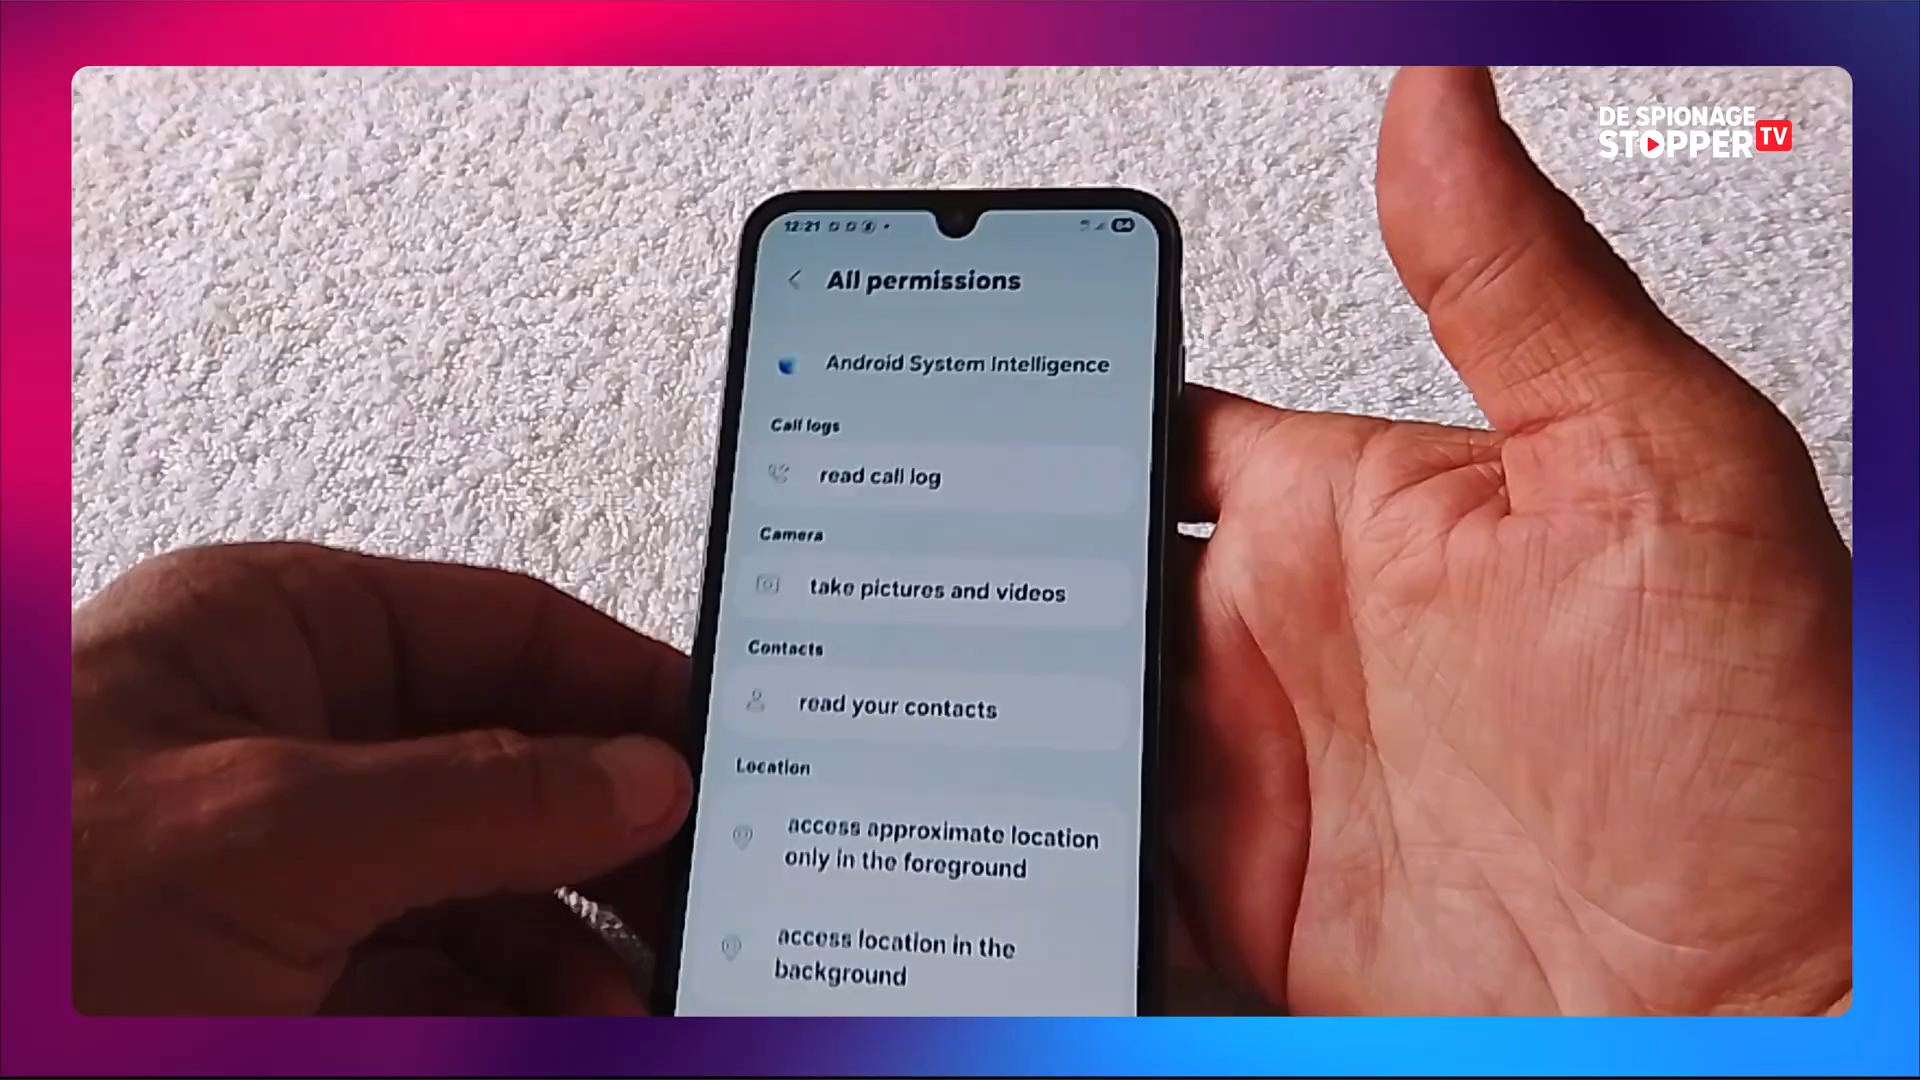 DE SPIONAGE
STOPPER TV
12:21
84
All permissions
Android System Intelligence
Call logs
read call log
Camera
take pictures and videos
Contacts
read your contacts
Location
access approximate location
only in the foreground
access location in the
background